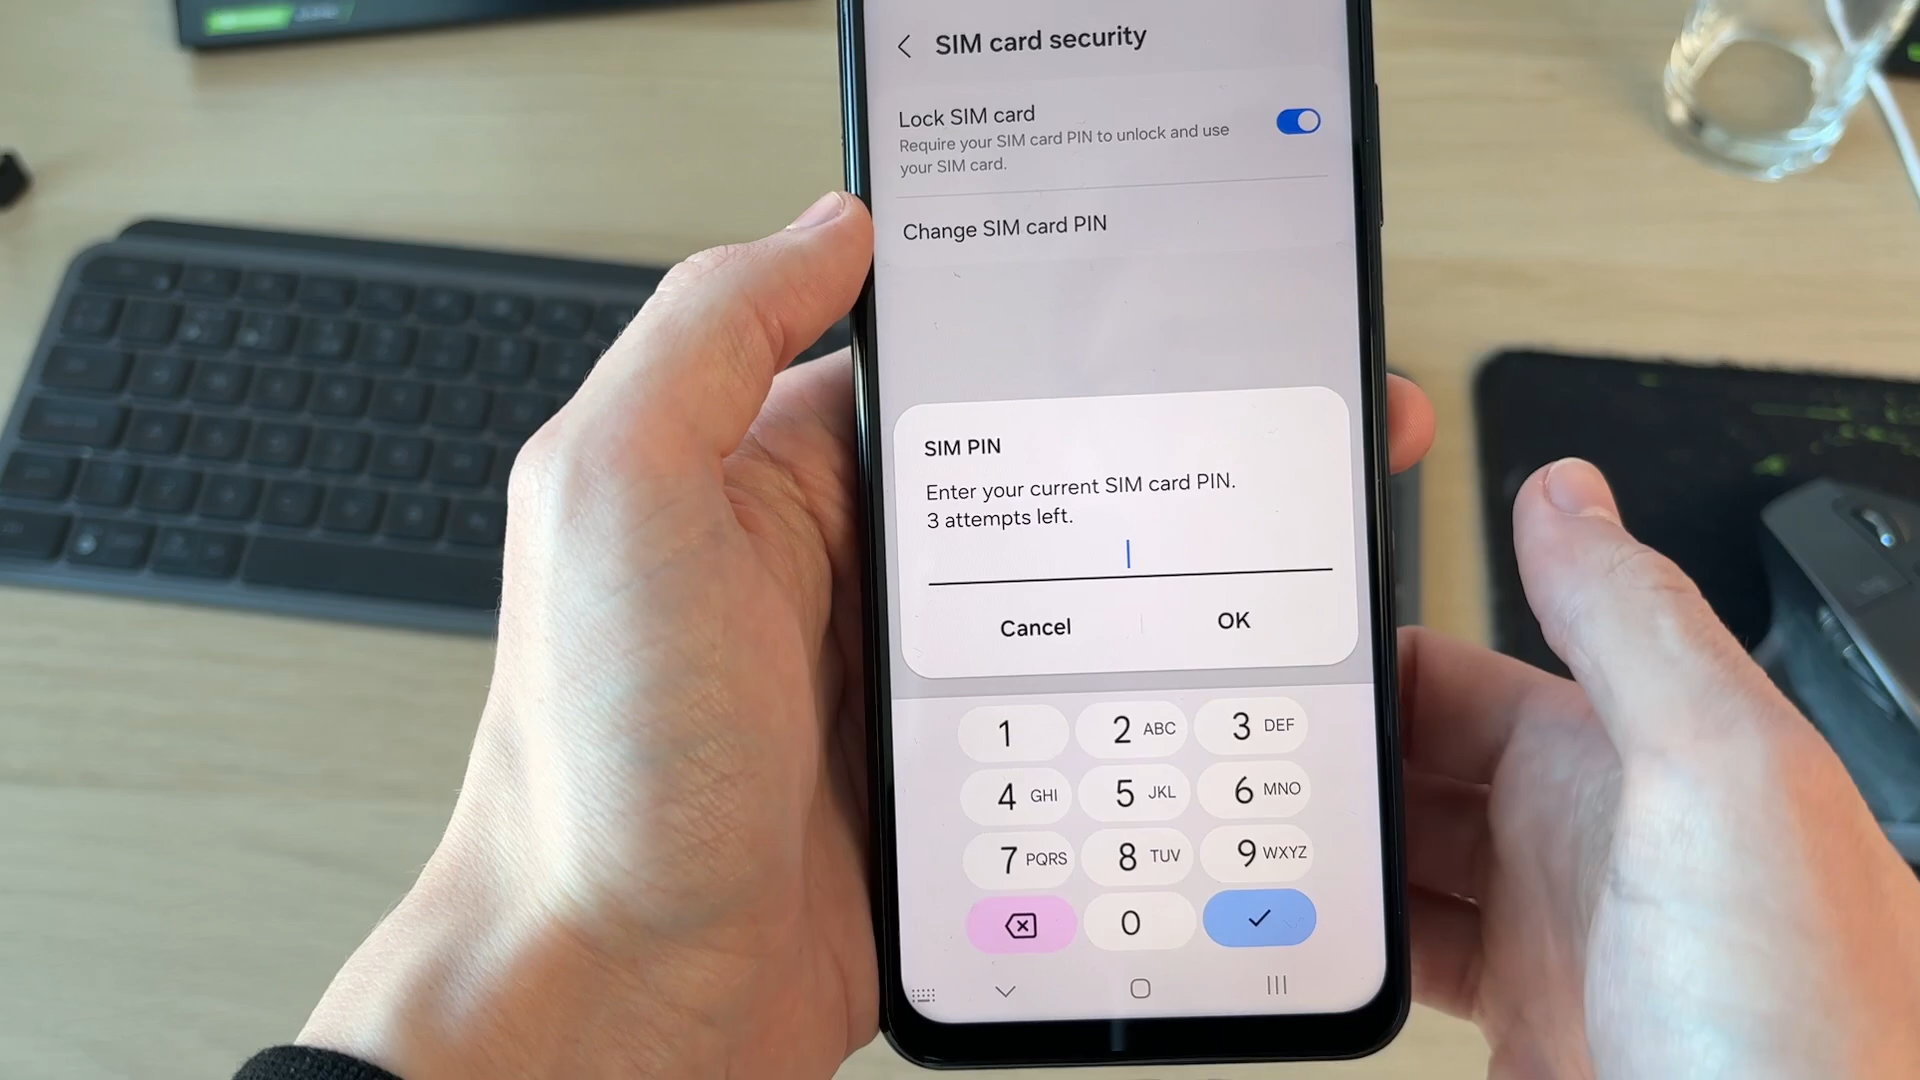 SIM card security
Lock SIM card
Require your SIM card PIN to unlock and use
your SIM card.
Change SIM card PIN
SIM PIN
Enter your current SIM card PIN.
3 attempts left.
Cancel OK
1 2 ABC 3 DEF
4 GHI 5 JKL 6 MNO
7 PQRS 8 TUV 9 WXYZ
0